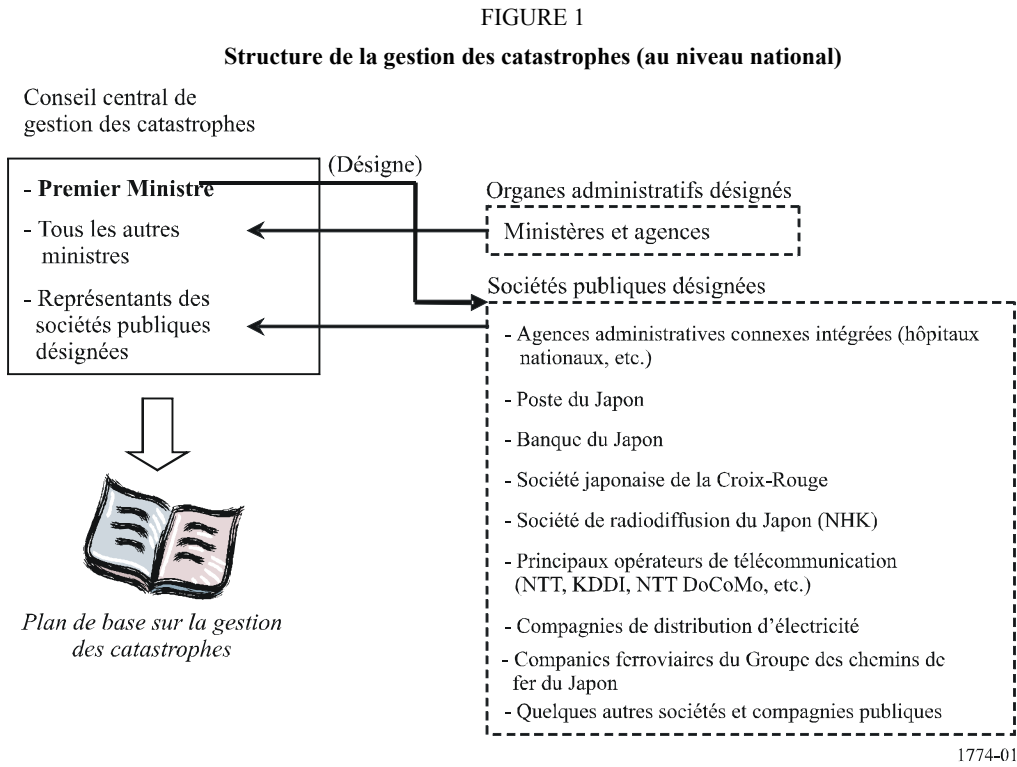 FIGURE 1
Structure de la gestion des catastrophes (au niveau national)
Conseil central de
gestion des catastrophes
- Premier Ministre
- Tous les autres
ministres
- Représentants des
sociétés publiques
désignées
(Désigne)
Organes administratifs désignés
Ministères et agences
Sociétés publiques désignées
- Agences administratives connexes intégrées (hôpitaux
nationaux, etc.)
- Poste du Japon
- Banque du Japon
- Société japonaise de la Croix-Rouge
- Société de radiodiffusion du Japon (NHK)
- Principaux opérateurs de télécommunication
(NTT, KDDI, NTT DoCoMo, etc.)
- Compagnies de distribution d’électricité
- Companies ferroviaires du Groupe des chemins de
fer du Japon
- Quelques autres sociétés et compagnies publiques
Plan de base sur la gestion
des catastrophes
1774-01